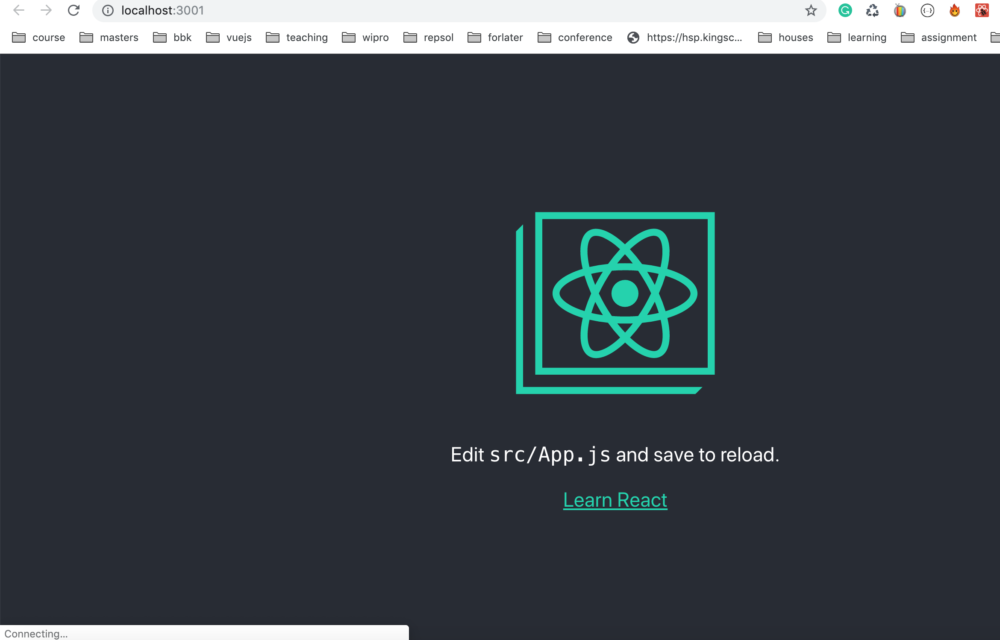 localhost:3001
course masters bbk vuejs teaching wipro repsol forlater conference https://hsp.kingsc... houses learning assignment
Edit src/App.js and save to reload.
Learn React
Connecting...